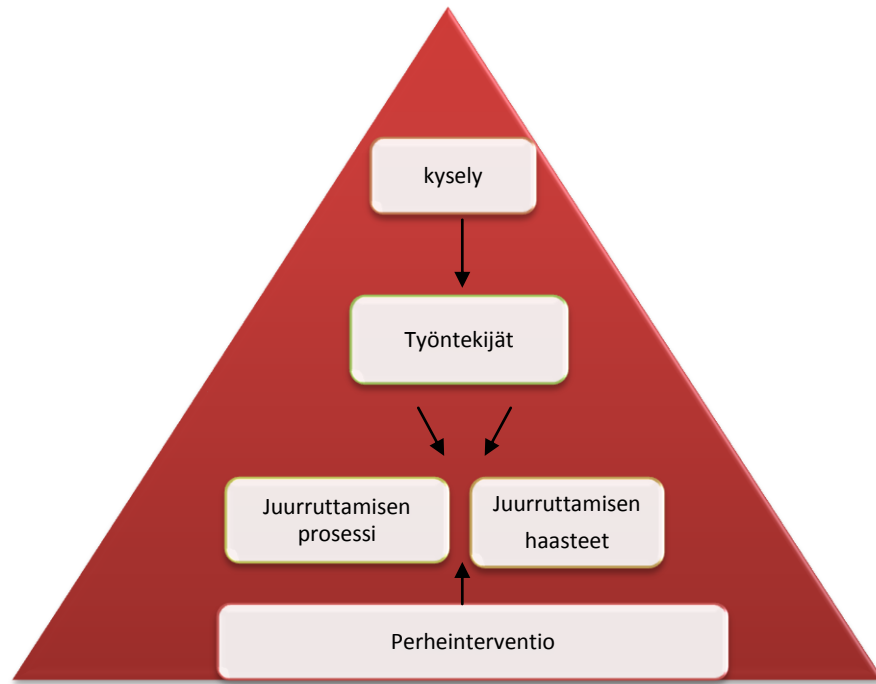 kysely
Työntekijät
Juurruttamisen
prosessi
Juurruttamisen
haasteet
Perheinterventio